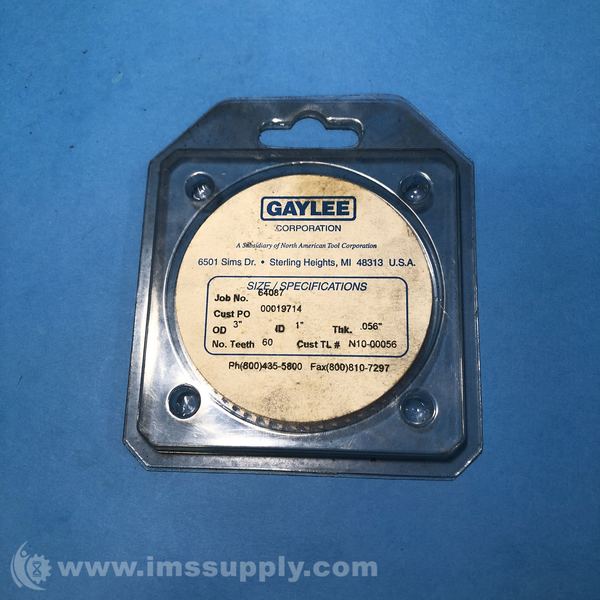 GAYLEE
CORPORATION
A Subsidiary of North American Tool Corporation
6501 Sims Dr. • Sterling Heights, MI 48313 U.S.A.
SIZE / SPECIFICATIONS
Job No. 64087
Cust PO 00019714
OD 3" ID 1" Thk. .056"
No. Teeth 60 Cust TL # N10-00056
Ph(800)435-5800 Fax(800)810-7297
www.imssupply.com